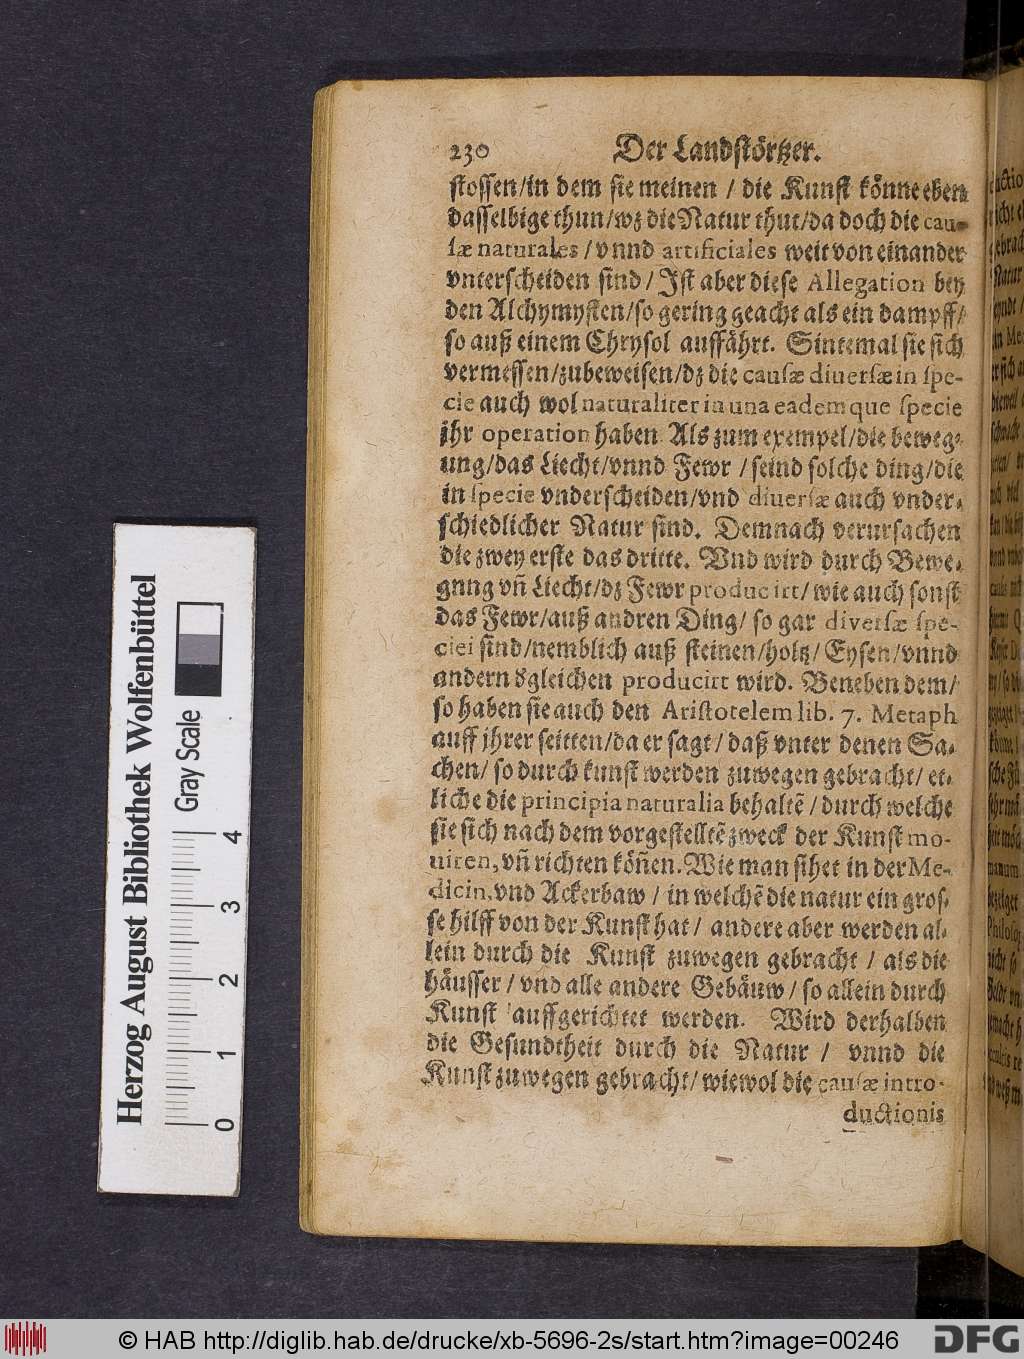 230 Der Landstörtzer.
stossen/in dem sie meinen / die Kunst könne eben
dasselbige thun/wz die Natur thut/da doch die cau-
sæ naturales / vnnd artificiales weit von einander
vnterscheiden sind / Ist aber diese Allegation bey
den Alchymysten/so gering geacht als ein dampff/
so auß einem Chrysol auffährt. Sintemal sie sich
vermessen/zubeweisen/dz die causæ diuersæ in spe-
cie auch wol naturaliter in una eademque specie
jhr operation haben Als zum exempel/die beweg-
ung/das Liecht/vnnd Fewr / seind solche ding/die
in specie vnderscheiden/vnd diuersæ auch vnder-
schiedlicher Natur sind. Demnach verursachen
die zwey erste das dritte. Vnd wird durch Bewe-
gnng vñ Liecht/dz Fewr producirt/ wie auch sonst
das Fewr/auß andren Ding/ so gar diversæ spe-
ciei sind/nemblich auß steinen/holtz/ Eysen/vnnd
andern dgleichen producirt wird. Beneben dem/
so haben sie auch den Aristotelem lib. 7. Metaph
auff jhrer seitten/da er sagt/ daß vnter denen Sa-
chen/ so durch kunst werden zuwegen gebracht/ et-
liche die principia naturalia behaltẽ / durch welche
sie sich nach dem vorgestelltẽ zweck der Kunst mo-
uiren, vñ richten köñen. Wie man sihet in der Me-
dicin, vnd Ackerbaw / in welchẽ die natur ein gros-
se hilff von der Kunst hat / andere aber werden al-
lein durch die Kunst zuwegen gebracht / als die
häusser / vnd alle andere Gebäuw / so allein durch
Kunst auffgerichtet werden. Wird derhalben
die Gesundtheit durch die Natur / vnnd die
Kunst zuwegen gebracht/ wiewol die causæ intro-
ductionis
Herzog August Bibliothek Wolfenbüttel
Gray Scale
0 1 2 3 4
© HAB http://diglib.hab.de/drucke/xb-5696-2s/start.htm?image=00246
DFG